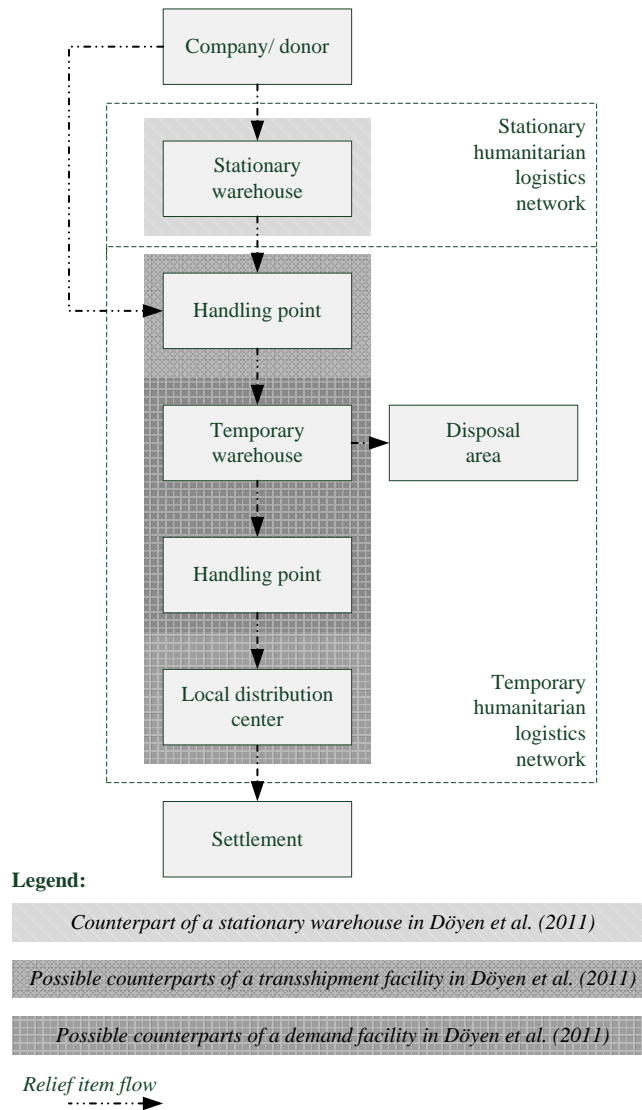 Company/ donor
Stationary
humanitarian
logistics
network
Stationary
warehouse
Handling point
Temporary
warehouse
Disposal
area
Handling point
Local distribution
center
Temporary
humanitarian
logistics
network
Settlement
Legend:
Counterpart of a stationary warehouse in Döyen et al. (2011)
Possible counterparts of a transshipment facility in Döyen et al. (2011)
Possible counterparts of a demand facility in Döyen et al. (2011)
Relief item flow